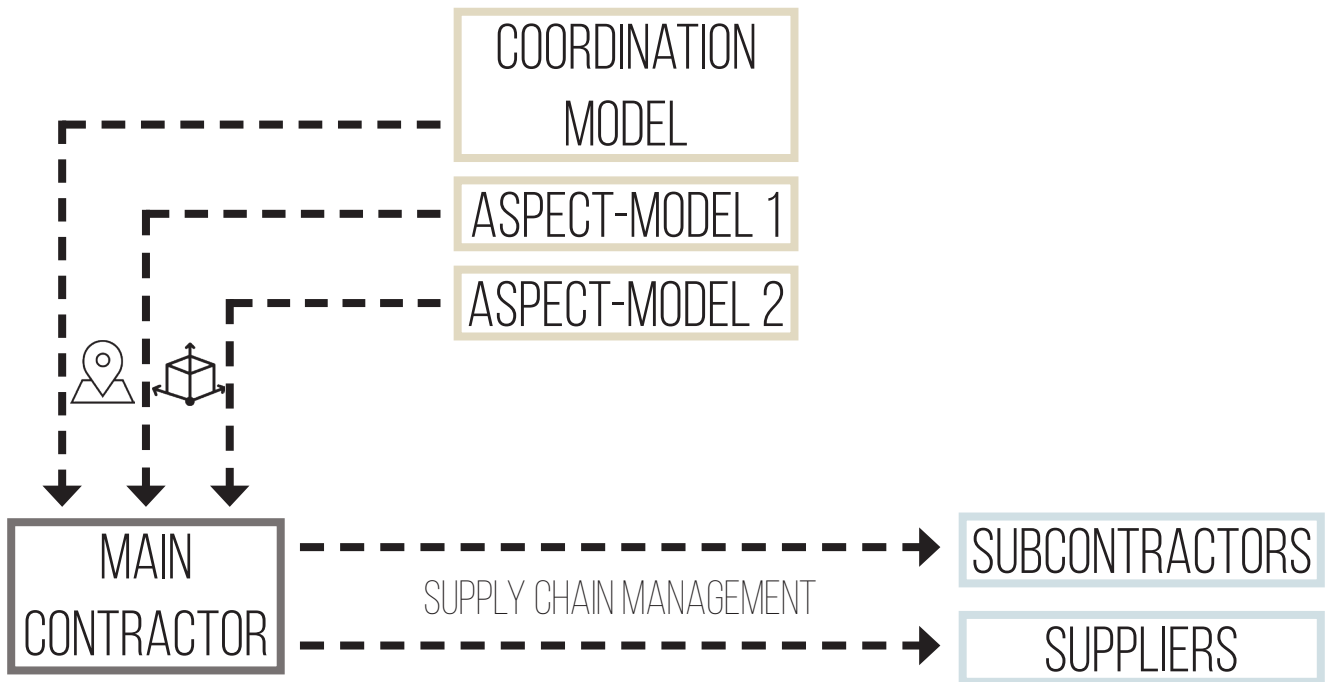 COORDINATION
MODEL
ASPECT-MODEL 1
ASPECT-MODEL 2
MAIN
CONTRACTOR
SUPPLY CHAIN MANAGEMENT
SUBCONTRACTORS
SUPPLIERS